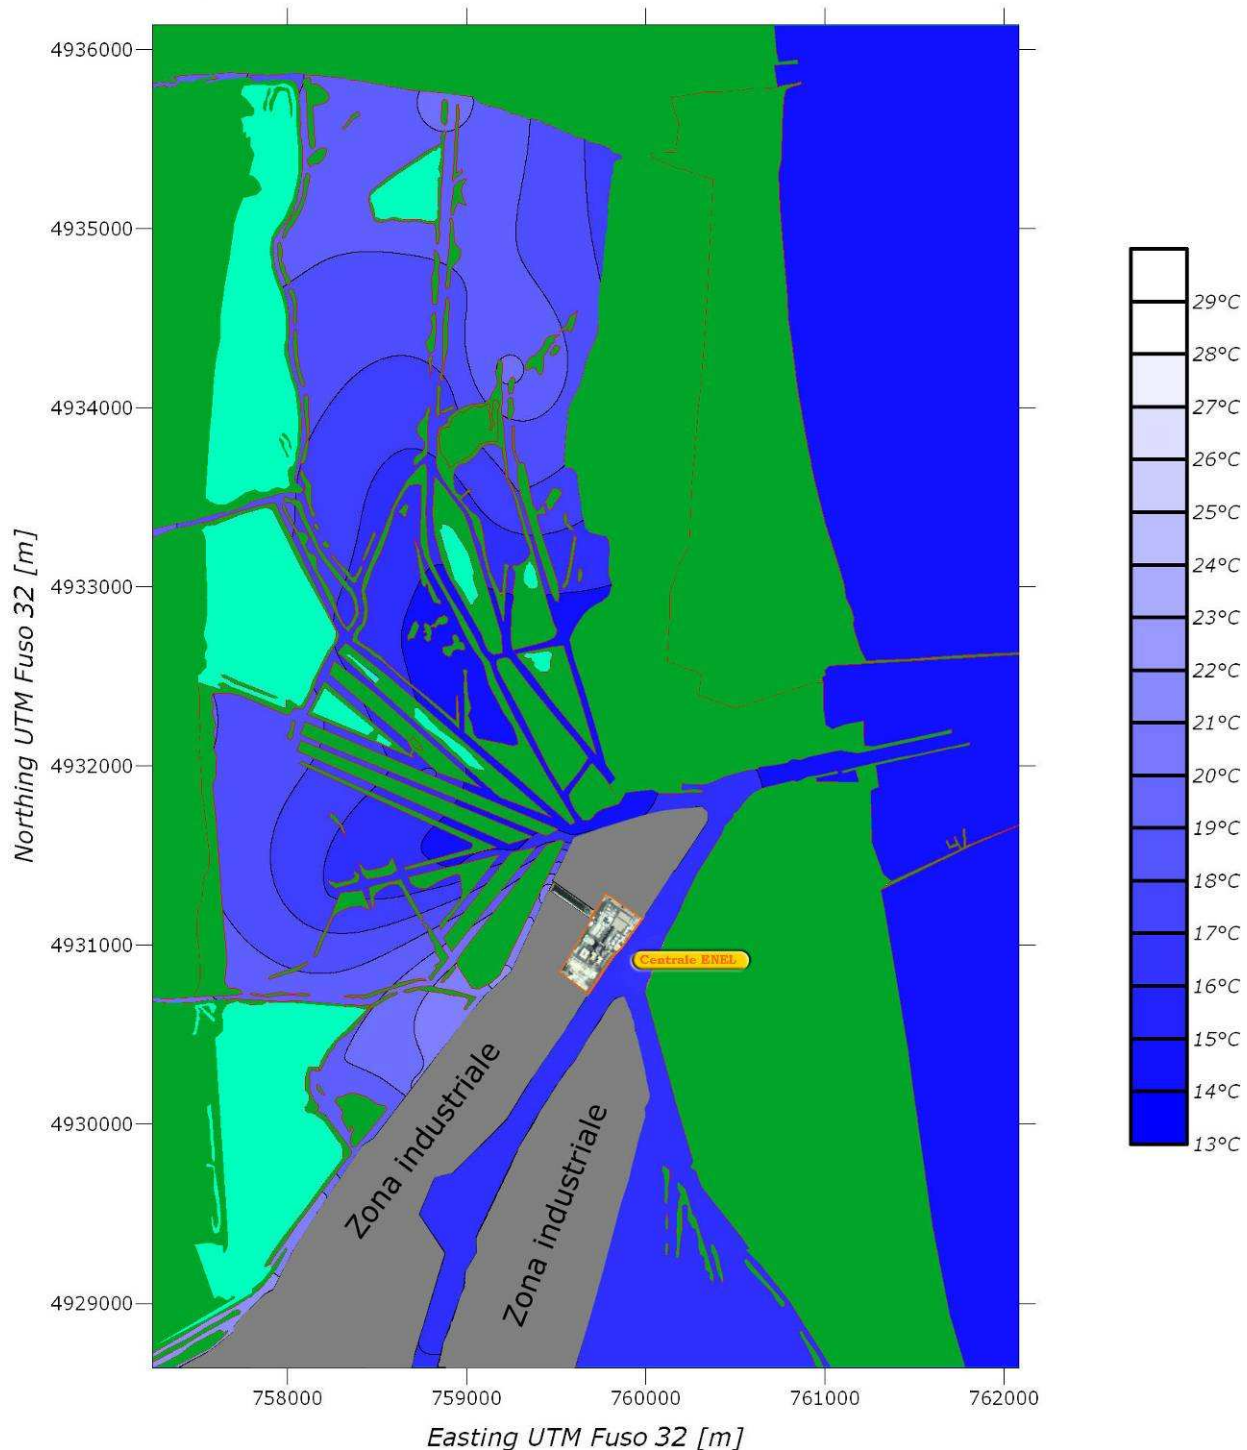 4936000
4935000
4934000
4933000
4932000
4931000
4930000
4929000
Northing UTM Fuso 32 [m]
758000
759000
760000
761000
762000
Easting UTM Fuso 32 [m]
Centrale ENEL
Zona industriale
Zona industriale
29°C
28°C
27°C
26°C
25°C
24°C
23°C
22°C
21°C
20°C
19°C
18°C
17°C
16°C
15°C
14°C
13°C